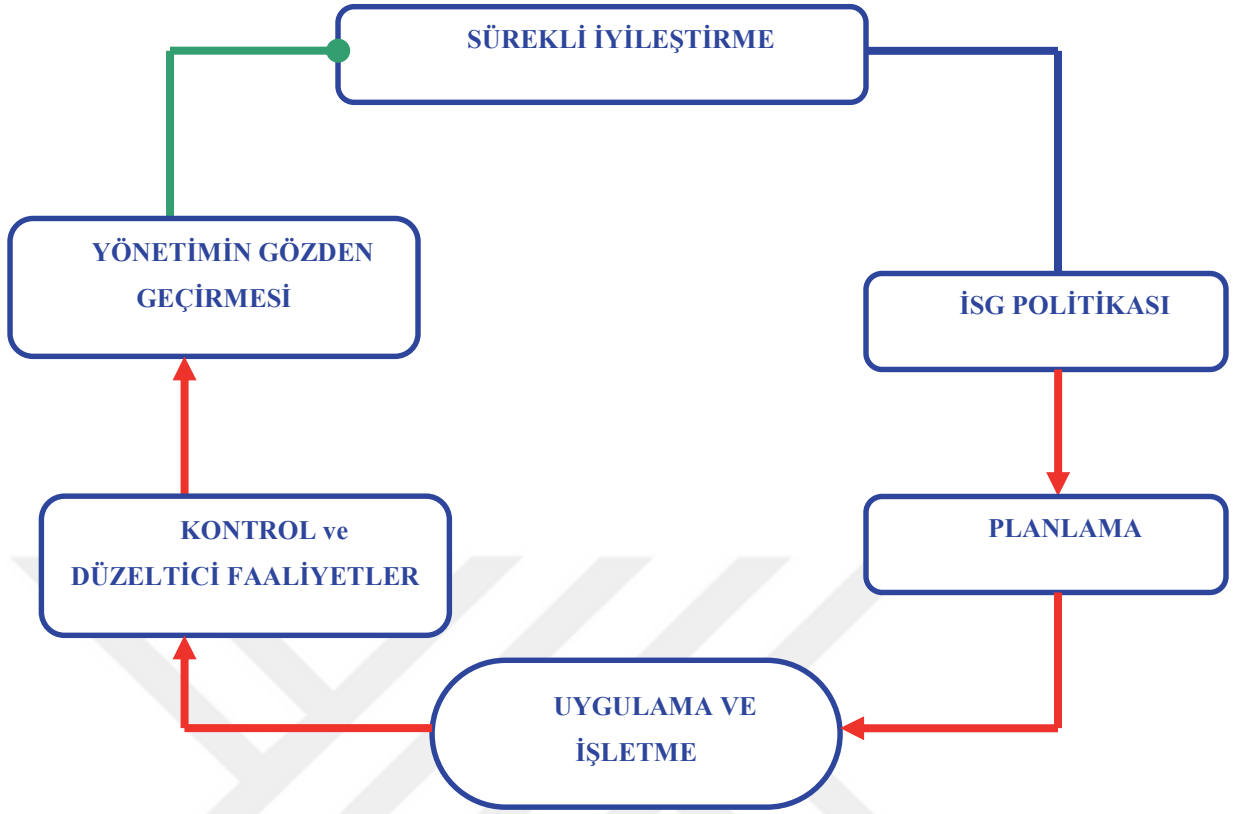 SÜREKLİ İYİLEŞTİRME
İSG POLİTİKASI
PLANLAMA
UYGULAMA VE
İŞLETME
KONTROL ve
DÜZELTİCİ FAALİYETLER
YÖNETİMİN GÖZDEN
GEÇİRMESİ